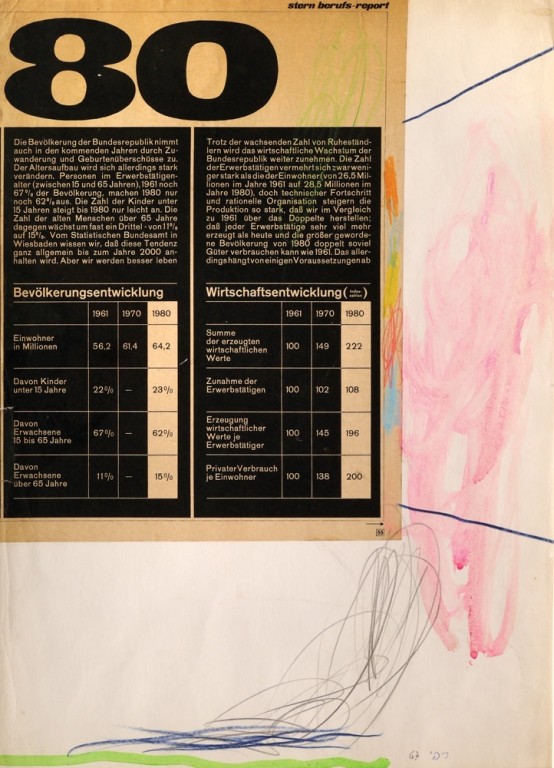 stern berufs-report
80
Die Bevölkerung der Bundesrepublik nimmt
auch in den kommenden Jahren durch Zu-
wanderung und Geburtenüberschüsse zu.
Der Altersaufbau wird sich allerdings stark
verändern. Personen im Erwerbstätigen-
alter (zwischen 15 und 65 Jahren), 1961 noch
67% der Bevölkerung, machen 1980 nur
noch 62% aus. Die Zahl der Kinder unter
15 Jahren steigt bis 1980 nur leicht an. Die
Zahl der alten Menschen über 65 Jahre
dagegen wächst um fast ein Drittel - von 11%
auf 15%. Vom Statistischen Bundesamt in
Wiesbaden wissen wir, daß diese Tendenz
ganz allgemein bis zum Jahre 2000 an-
halten wird. Aber wir werden besser leben
Trotz der wachsenden Zahl von Ruheständ-
lern wird das wirtschaftliche Wachstum der
Bundesrepublik weiter zunehmen. Die Zahl
der Erwerbstätigen vermehrt sich zwar weni-
ger stark als die der Einwohner (von 26,5 Mil-
lionen im Jahre 1961 auf 28,5 Millionen im
Jahre 1980), doch technischer Fortschritt
und rationelle Organisation steigern die
Produktion so stark, daß wir im Vergleich
zu 1961 über das Doppelte herstellen;
daß jeder Erwerbstätige sehr viel mehr
erzeugt als heute und die größer geworde-
ne Bevölkerung von 1980 doppelt soviel
Güter verbrauchen kann wie 1961. Das aller-
dings hängt von einigen Voraussetzungen ab
Bevölkerungsentwicklung
1961 1970 1980
Einwohner
in Millionen 56,2 61,4 64,2
Davon Kinder
unter 15 Jahre 22% – 23%
Davon
Erwachsene
15 bis 65 Jahre 67% – 62%
Davon
Erwachsene
über 65 Jahre 11% – 15%
Wirtschaftsentwicklung (Index-zahlen)
1961 1970 1980
Summe
der erzeugten
wirtschaftlichen
Werte 100 149 222
Zunahme der
Erwerbstätigen 100 102 108
Erzeugung
wirtschaftlicher
Werte je
Erwerbstätiger 100 145 196
Privater Verbrauch
je Einwohner 100 138 200